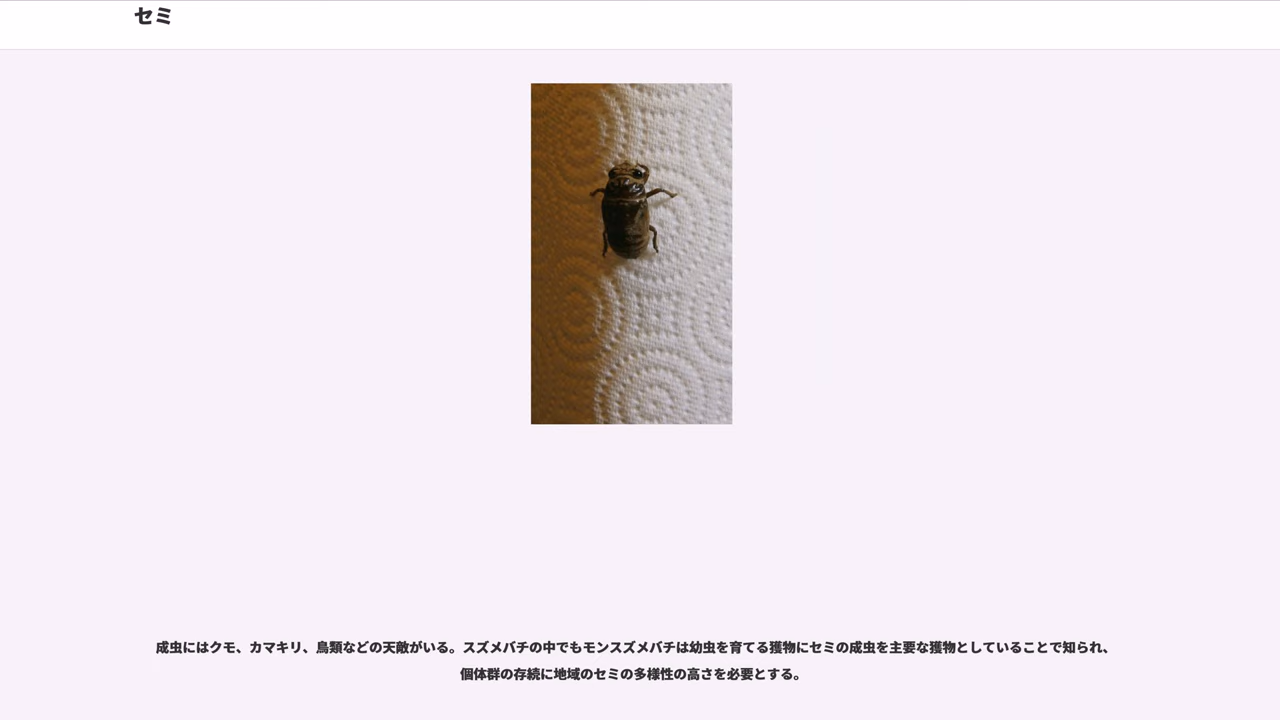 セミ
成虫にはクモ、カマキリ、鳥類などの天敵がいる。スズメバチの中でもモンスズメバチは幼虫を育てる獲物にセミの成虫を主要な獲物としていることで知られ、
個体群の存続に地域のセミの多様性の高さを必要とする。